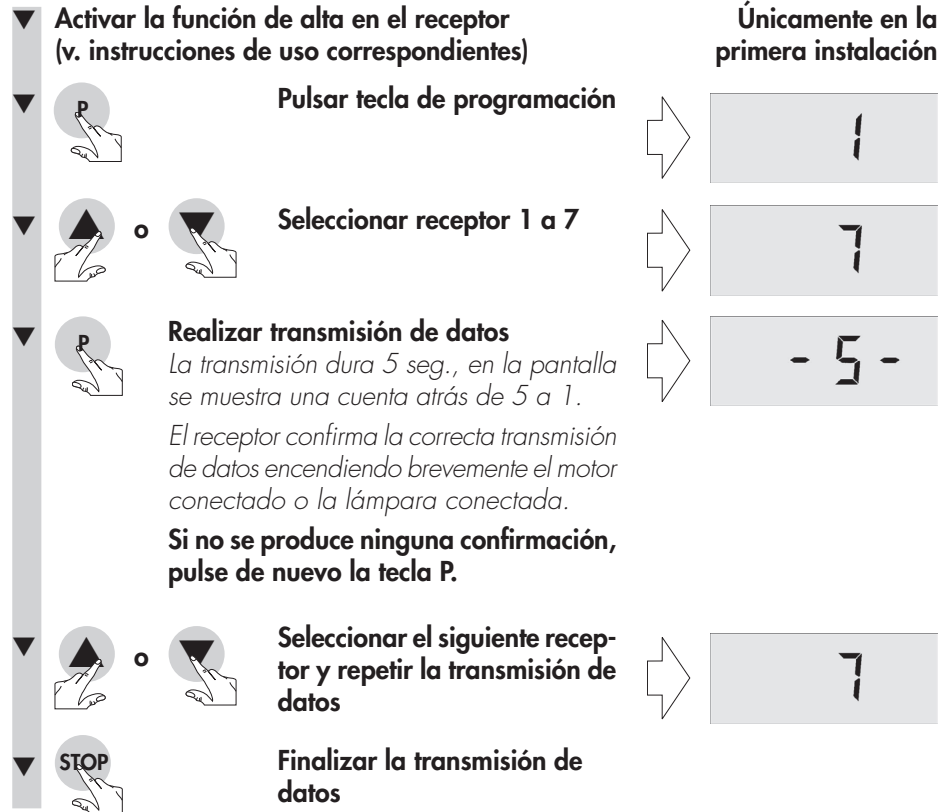 Activar la función de alta en el receptor
(v. instrucciones de uso correspondientes)
Únicamente en la
primera instalación
P
Pulsar tecla de programación
1
o
Seleccionar receptor 1 a 7
7
P
Realizar transmisión de datos
La transmisión dura 5 seg., en la pantalla
se muestra una cuenta atrás de 5 a 1.
- 5 -
El receptor confirma la correcta transmisión
de datos encendiendo brevemente el motor
conectado o la lámpara conectada.
Si no se produce ninguna confirmación,
pulse de nuevo la tecla P.
o
Seleccionar el siguiente recep-
tor y repetir la transmisión de
datos
7
STOP
Finalizar la transmisión de
datos